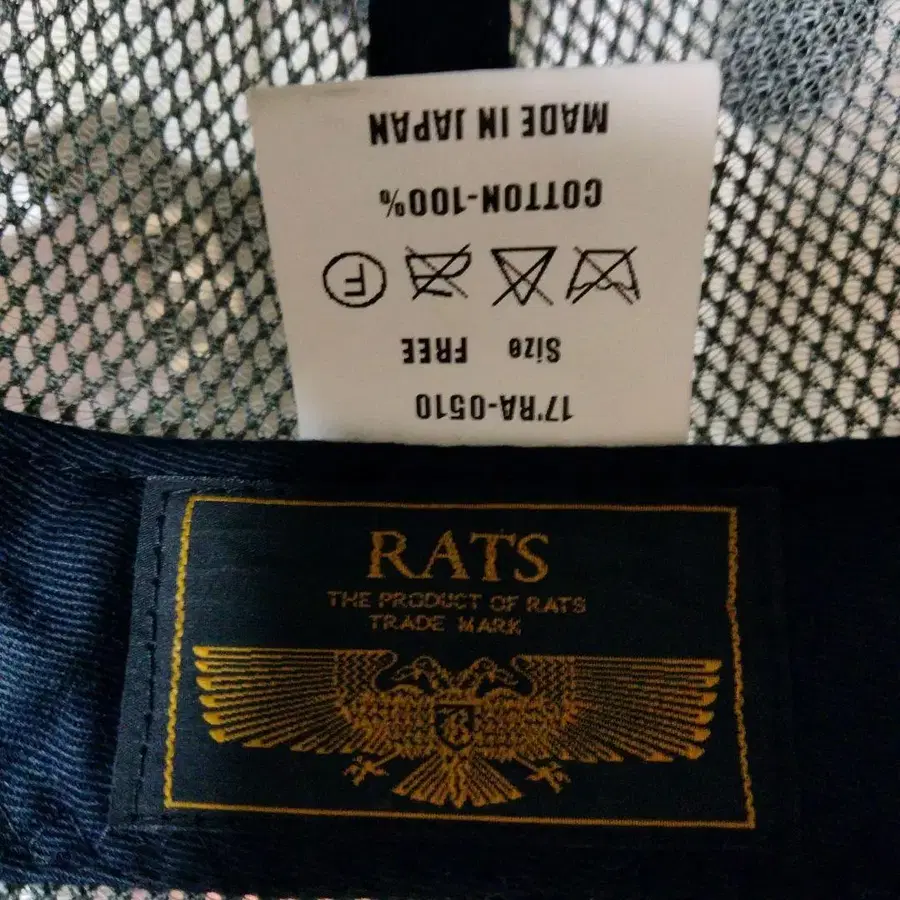 17'RA-0510
Size FREE
F
COTTON-100%
MADE IN JAPAN
RATS
THE PRODUCT OF RATS
TRADE MARK
R